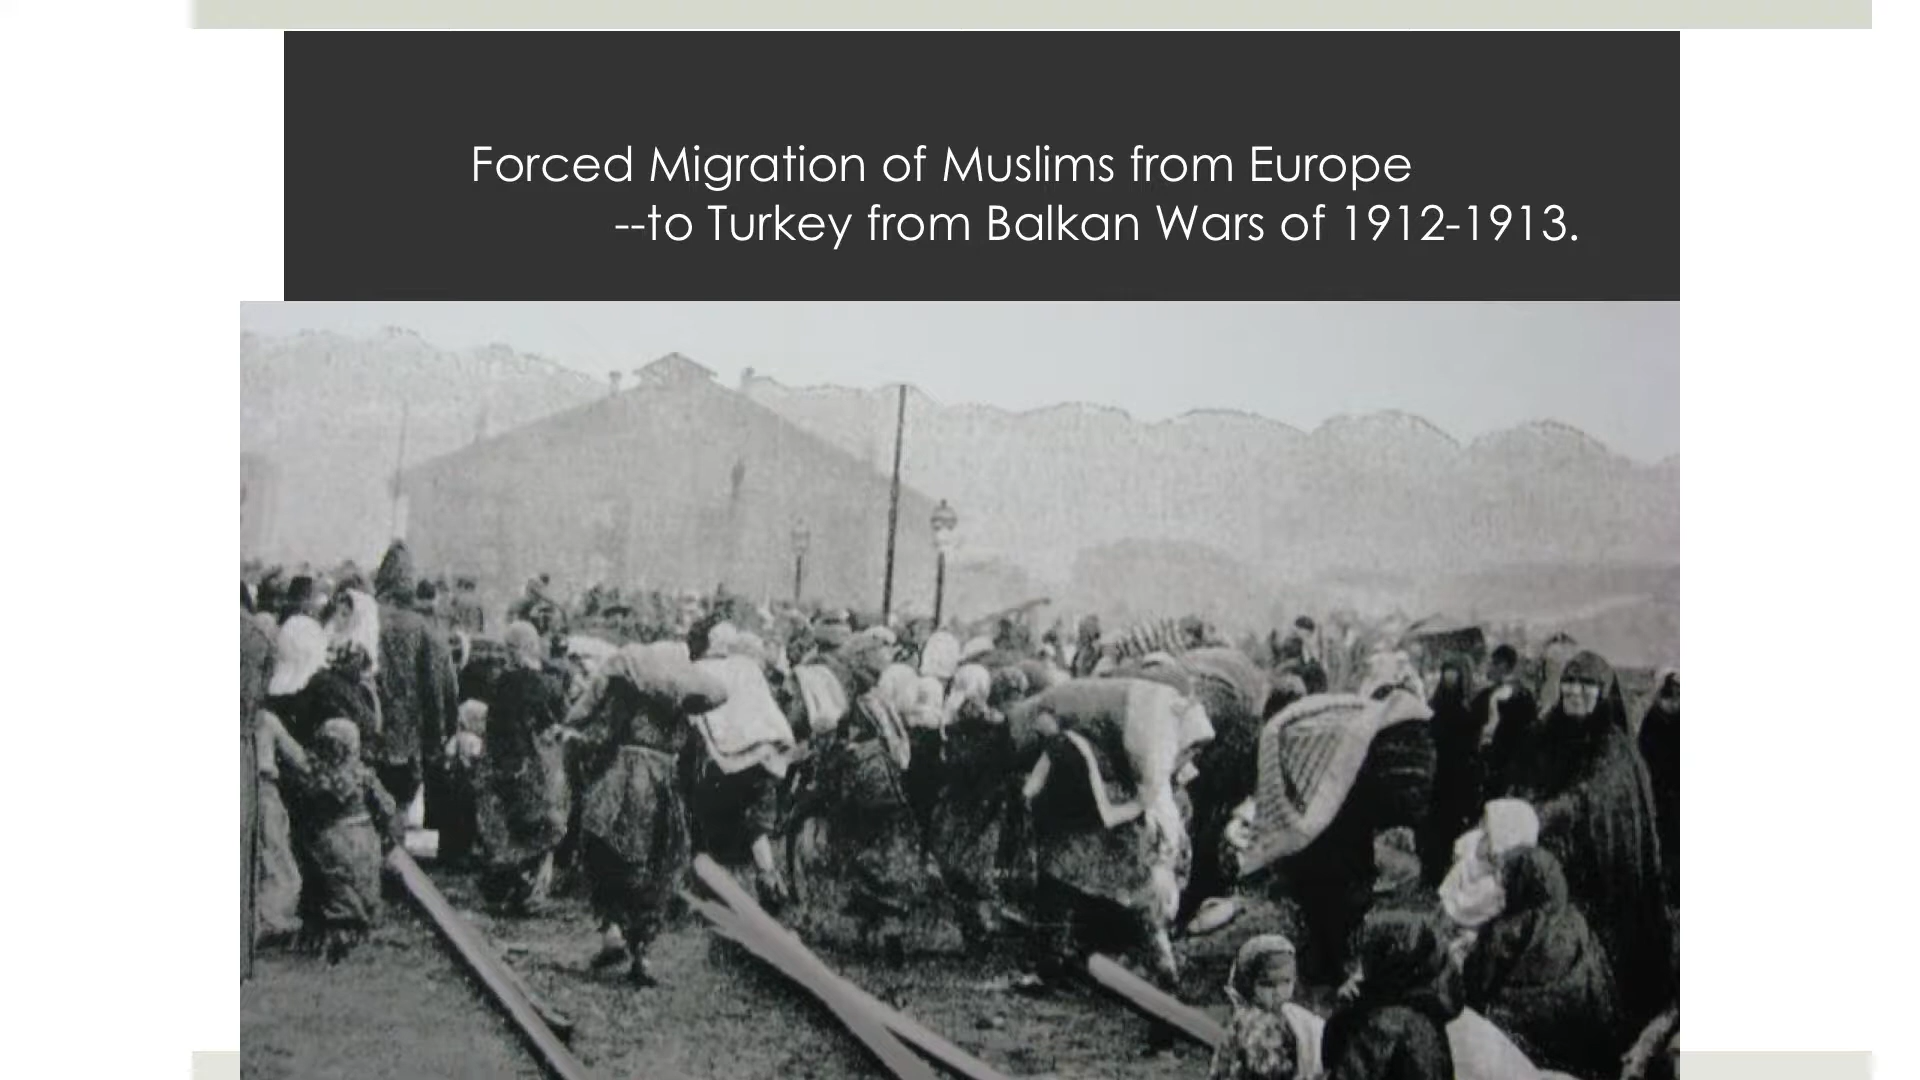 Forced Migration of Muslims from Europe
--to Turkey from Balkan Wars of 1912-1913.